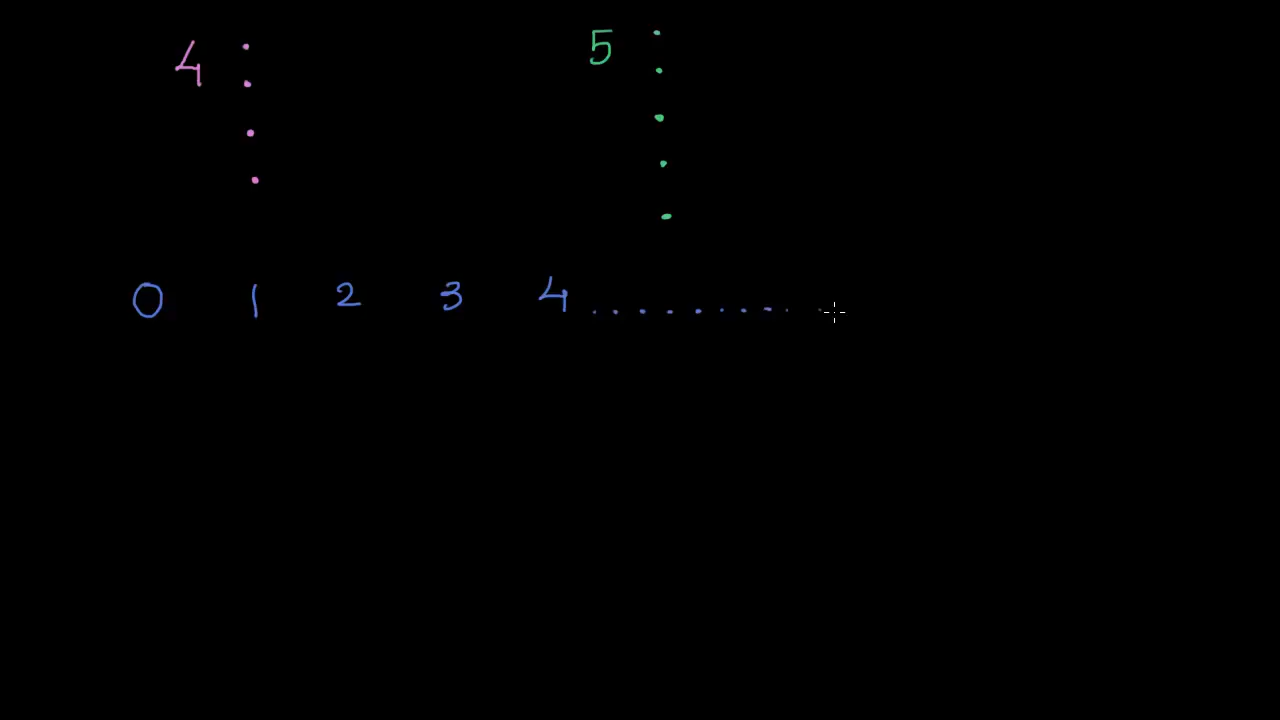 4 5
0 1 2 3 4 . . . . . . . . . .